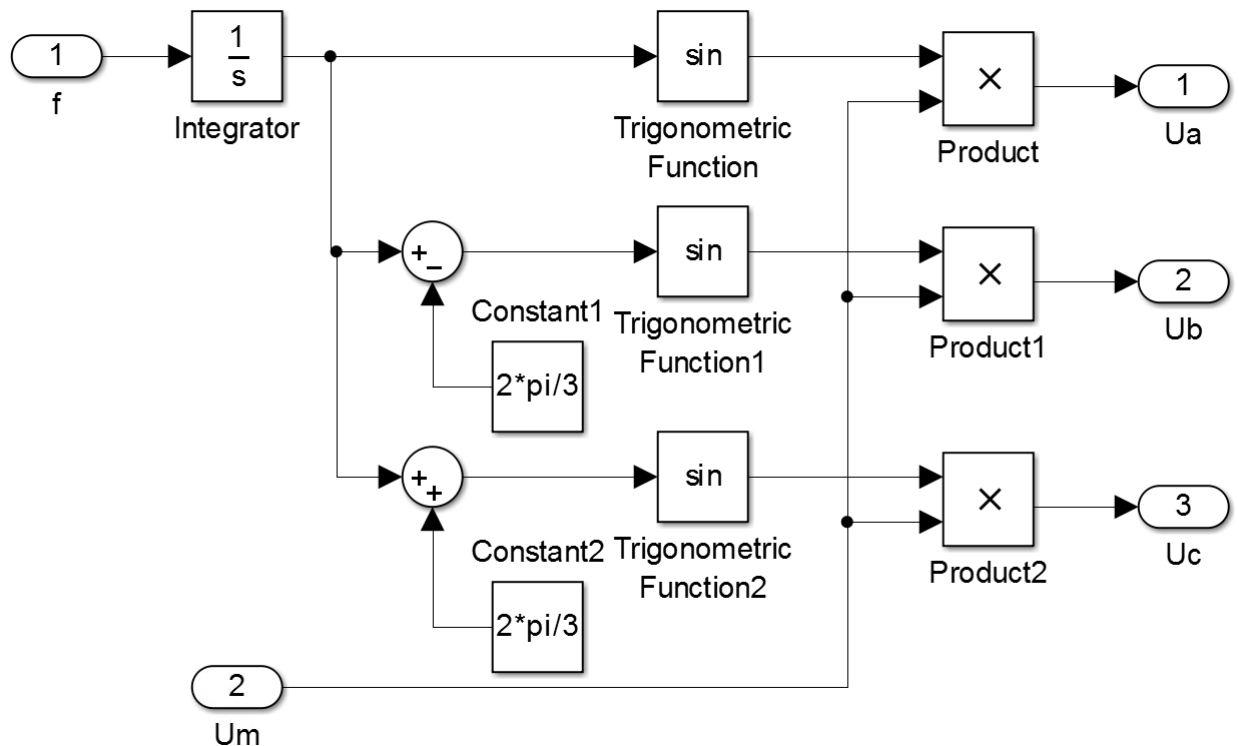 1
f
1
s
Integrator
sin
Trigonometric
Function
×
Product
1
Ua
+
−
Constant1
2*pi/3
sin
Trigonometric
Function1
×
Product1
2
Ub
+
+
Constant2
2*pi/3
sin
Trigonometric
Function2
×
Product2
3
Uc
2
Um